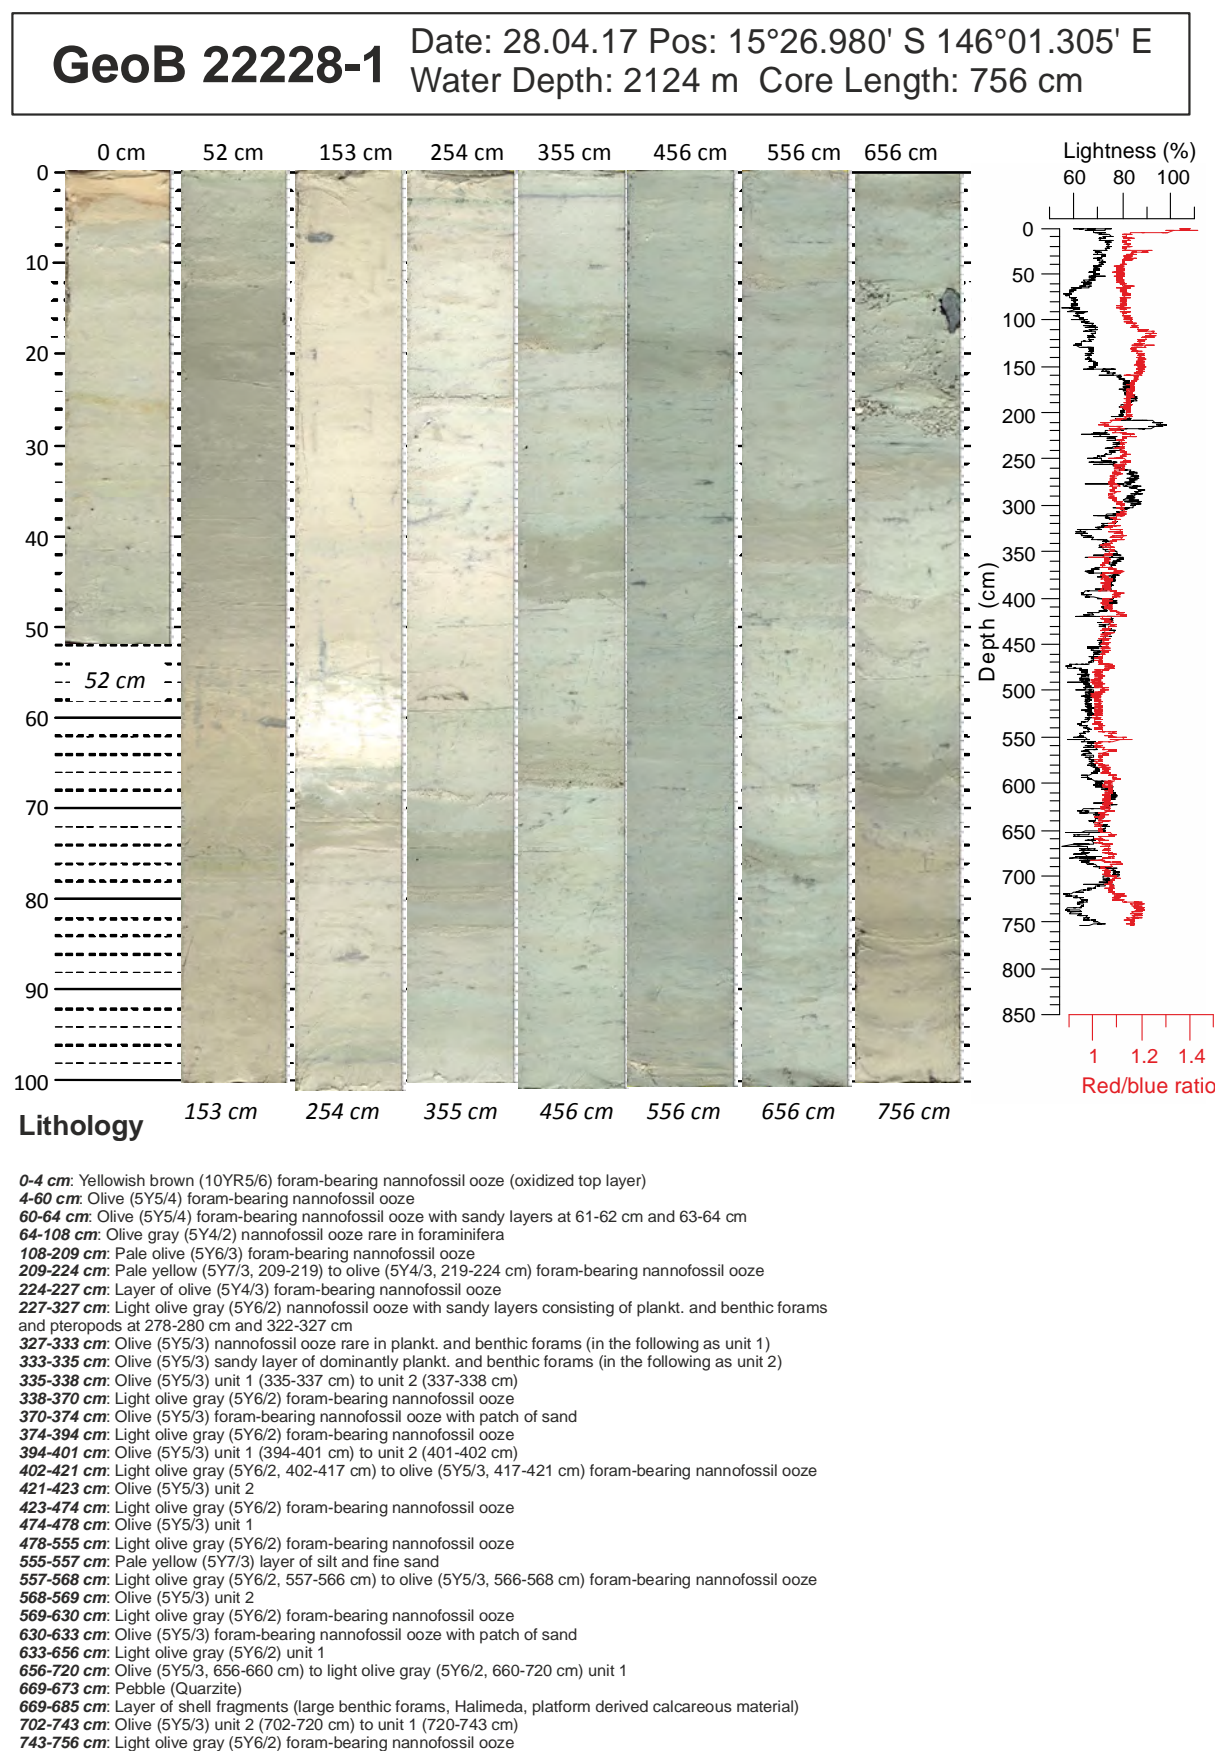 GeoB 22228-1
Date: 28.04.17 Pos: 15°26.980' S 146°01.305' E
Water Depth: 2124 m Core Length: 756 cm
0 cm 52 cm 153 cm 254 cm 355 cm 456 cm 556 cm 656 cm
0
10
20
30
40
50
52 cm
60
70
80
90
100
153 cm 254 cm 355 cm 456 cm 556 cm 656 cm 756 cm
Lightness (%)
60 80 100
0
50
100
150
200
250
300
350
400
450
500
550
600
650
700
750
800
850
Depth (cm)
1 1.2 1.4
Red/blue ratio
Lithology
0-4 cm: Yellowish brown (10YR5/6) foram-bearing nannofossil ooze (oxidized top layer)
4-60 cm: Olive (5Y5/4) foram-bearing nannofossil ooze
60-64 cm: Olive (5Y5/4) foram-bearing nannofossil ooze with sandy layers at 61-62 cm and 63-64 cm
64-108 cm: Olive gray (5Y4/2) nannofossil ooze rare in foraminifera
108-209 cm: Pale olive (5Y6/3) foram-bearing nannofossil ooze
209-224 cm: Pale yellow (5Y7/3, 209-219) to olive (5Y4/3, 219-224 cm) foram-bearing nannofossil ooze
224-227 cm: Layer of olive (5Y4/3) foram-bearing nannofossil ooze
227-327 cm: Light olive gray (5Y6/2) nannofossil ooze with sandy layers consisting of plankt. and benthic forams
and pteropods at 278-280 cm and 322-327 cm
327-333 cm: Olive (5Y5/3) nannofossil ooze rare in plankt. and benthic forams (in the following as unit 1)
333-335 cm: Olive (5Y5/3) sandy layer of dominantly plankt. and benthic forams (in the following as unit 2)
335-338 cm: Olive (5Y5/3) unit 1 (335-337 cm) to unit 2 (337-338 cm)
338-370 cm: Light olive gray (5Y6/2) foram-bearing nannofossil ooze
370-374 cm: Olive (5Y5/3) foram-bearing nannofossil ooze with patch of sand
374-394 cm: Light olive gray (5Y6/2) foram-bearing nannofossil ooze
394-401 cm: Olive (5Y5/3) unit 1 (394-401 cm) to unit 2 (401-402 cm)
402-421 cm: Light olive gray (5Y6/2, 402-417 cm) to olive (5Y5/3, 417-421 cm) foram-bearing nannofossil ooze
421-423 cm: Olive (5Y5/3) unit 2
423-474 cm: Light olive gray (5Y6/2) foram-bearing nannofossil ooze
474-478 cm: Olive (5Y5/3) unit 1
478-555 cm: Light olive gray (5Y6/2) foram-bearing nannofossil ooze
555-557 cm: Pale yellow (5Y7/3) layer of silt and fine sand
557-568 cm: Light olive gray (5Y6/2, 557-566 cm) to olive (5Y5/3, 566-568 cm) foram-bearing nannofossil ooze
568-569 cm: Olive (5Y5/3) unit 2
569-630 cm: Light olive gray (5Y6/2) foram-bearing nannofossil ooze
630-633 cm: Olive (5Y5/3) foram-bearing nannofossil ooze with patch of sand
633-656 cm: Light olive gray (5Y6/2) unit 1
656-720 cm: Olive (5Y5/3, 656-660 cm) to light olive gray (5Y6/2, 660-720 cm) unit 1
669-673 cm: Pebble (Quarzite)
669-685 cm: Layer of shell fragments (large benthic forams, Halimeda, platform derived calcareous material)
702-743 cm: Olive (5Y5/3) unit 2 (702-720 cm) to unit 1 (720-743 cm)
743-756 cm: Light olive gray (5Y6/2) foram-bearing nannofossil ooze